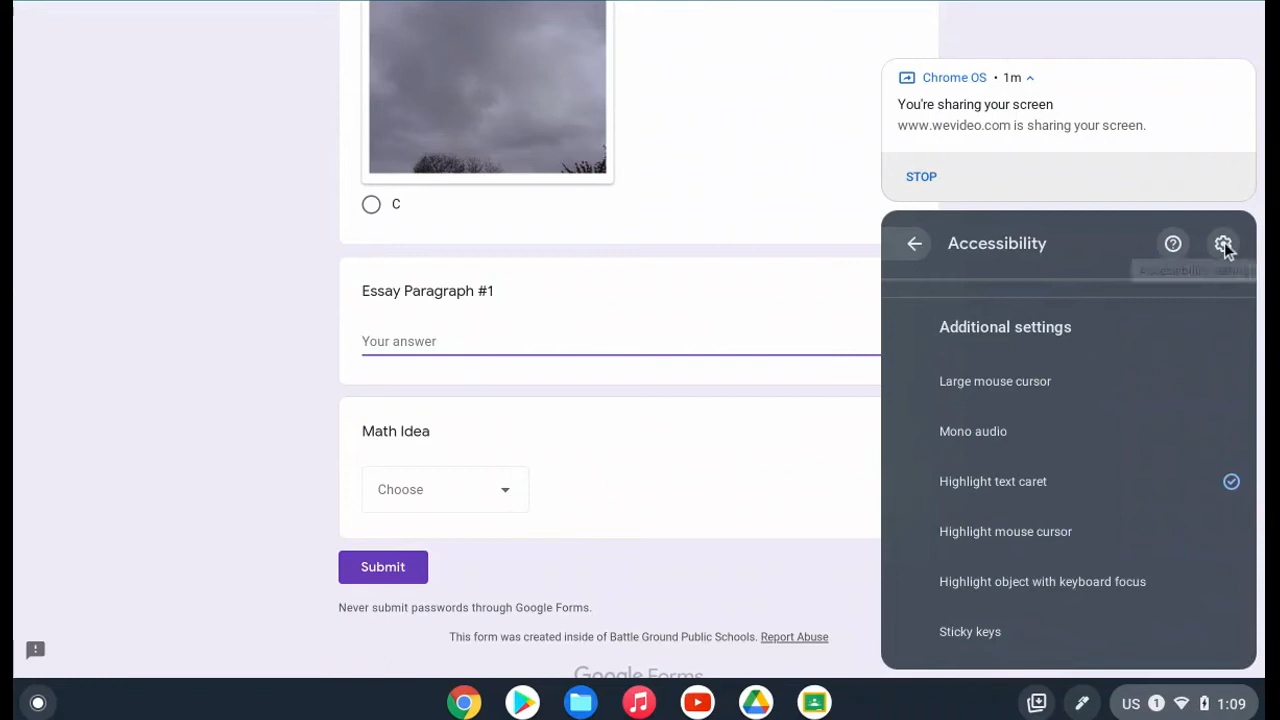 C
Essay Paragraph #1
Your answer
Math Idea
Choose
Submit
Never submit passwords through Google Forms.
This form was created inside of Battle Ground Public Schools. Report Abuse
Google Forms
Chrome OS • 1m
You're sharing your screen
www.wevideo.com is sharing your screen.
STOP
Accessibility
Additional settings
Large mouse cursor
Mono audio
Highlight text caret
Highlight mouse cursor
Highlight object with keyboard focus
Sticky keys
US 1 1:09